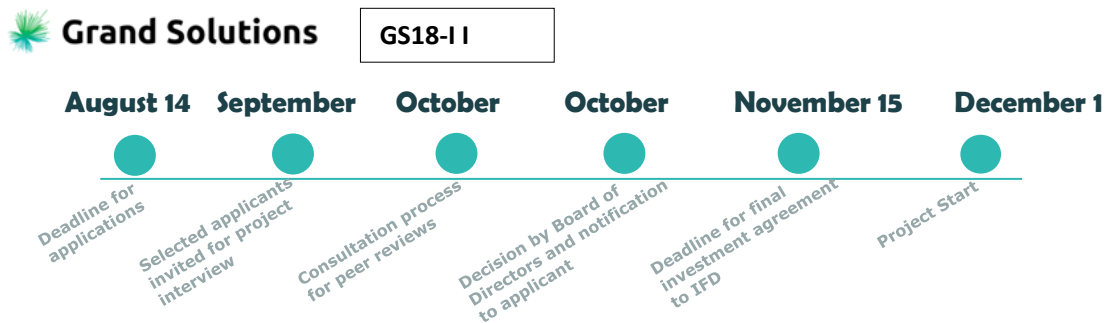 Grand Solutions
GS18-I I
August 14
September
October
October
November 15
December 1
Deadline for
applications
Selected applicants
invited for project
interview
Consultation process
for peer reviews
Decision by Board of
Directors and notification
to applicant
Deadline for final
investment agreement
to IFD
Project Start